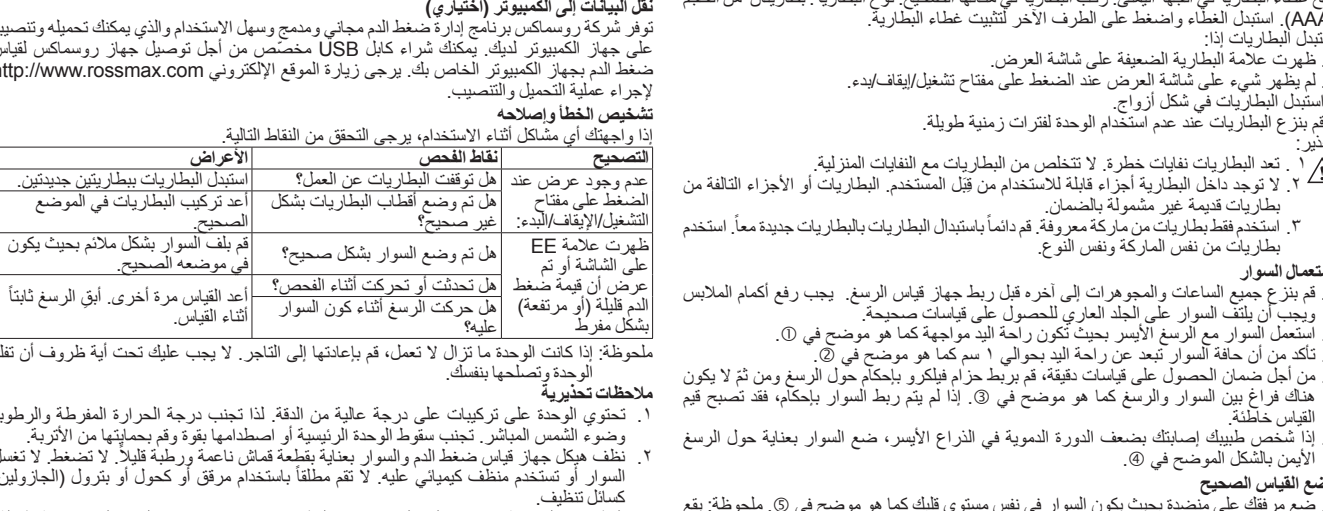 غطاء البطارية في الجهة اليمنى. ركب البطارية في مكانها الصحيح. نوع البطارية: بطاريتان من الحجم
(AAA). استبدل الغطاء واضغط على الطرف الآخر لتثبيت غطاء البطارية.
البطاريات إذا:
ظهرت علامة البطارية الضعيفة على شاشة العرض.
لم يظهر شيء على شاشة العرض عند الضغط على مفتاح تشغيل/إيقاف/بدء.
استبدل البطاريات في شكل أزواج.
قم بنزع البطاريات عند عدم استخدام الوحدة لفترات زمنية طويلة.
١. تعد البطاريات نفايات خطرة. لا تتخلص من البطاريات مع النفايات المنزلية.
٢. لا توجد داخل البطارية أجزاء قابلة للاستخدام من قِبَل المستخدم. البطاريات أو الأجزاء التالفة من
بطاريات قديمة غير مشمولة بالضمان.
٣. استخدم فقط بطاريات من ماركة معروفة. قم دائماً باستبدال البطاريات بالبطاريات جديدة معاً. استخدم
بطاريات من نفس الماركة ونفس النوع.
السوار
قم بنزع جميع الساعات والمجوهرات إلى آخره قبل ربط جهاز قياس الرسغ. يجب رفع أكمام الملابس
ويجب أن يلتف السوار على الجلد العاري للحصول على قياسات صحيحة.
استعمل السوار مع الرسغ الأيسر بحيث تكون راحة اليد مواجهة كما هو موضح في ①.
تأكد من أن حافة السوار تبعد عن راحة اليد بحوالي ١ سم كما هو موضح في ②.
من أجل ضمان الحصول على قياسات دقيقة، قم بربط حزام فيلكرو بإحكام حول الرسغ ومن ثمّ لا يكون
هناك فراغ بين السوار والرسغ كما هو موضح في ③. إذا لم يتم ربط السوار بإحكام، فقد تصبح قيم
القياس خاطئة.
إذا شخص طبيبك إصابتك بضعف الدورة الدموية في الذراع الأيسر، ضع السوار بعناية حول الرسغ
الأيمن بالشكل الموضح في ④.
القياس الصحيح
ضع مرفقك على منضدة بحيث يكون السوار في نفس مستوى قلبك كما هو موضح في ⑤. ملحوظة: يقع
نقل البيانات إلى الكمبيوتر (اختياري)
توفر شركة روسماكس برنامج إدارة ضغط الدم مجاني ومدمج وسهل الاستخدام والذي يمكنك تحميله وتنصيبه
على جهاز الكمبيوتر لديك. يمكنك شراء كابل USB مخصّص من أجل توصيل جهاز روسماكس لقياس
ضغط الدم بجهاز الكمبيوتر الخاص بك. يرجى زيارة الموقع الإلكتروني http://www.rossmax.com
لإجراء عملية التحميل والتنصيب.
تشخيص الخطأ وإصلاحه
إذا واجهتك أي مشاكل أثناء الاستخدام، يرجى التحقق من النقاط التالية.
التصحيح نقاط الفحص الأعراض
عدم وجود عرض عند هل توقفت البطاريات عن العمل؟ استبدل البطاريات ببطاريتين جديدتين.
الضغط على مفتاح هل تم وضع أقطاب البطاريات بشكل أعد تركيب البطاريات في الموضع
التشغيل/الإيقاف/البدء: غير صحيح؟ الصحيح.
ظهرت علامة EE هل تم وضع السوار بشكل صحيح؟ قم بلف السوار بشكل ملائم بحيث يكون
على الشاشة أو تم في موضعه الصحيح.
عرض أن قيمة ضغط هل تحدثت أو تحركت أثناء الفحص؟ أعد القياس مرة أخرى. أبقِ الرسغ ثابتاً
الدم قليلة (أو مرتفعة) هل حركت الرسغ أثناء كون السوار أثناء القياس.
بشكل مفرط عليه؟
ملحوظة: إذا كانت الوحدة ما تزال لا تعمل، قم بإعادتها إلى التاجر. لا يجب عليك تحت أية ظروف أن
الوحدة وتصلحها بنفسك.
ملاحظات تحذيرية
١. تحتوي الوحدة على تركيبات على درجة عالية من الدقة. لذا تجنب درجة الحرارة المفرطة والرطوبة
وضوء الشمس المباشر. تجنب سقوط الوحدة الرئيسية أو اصطدامها بقوة وقم بحمايتها من الأتربة.
٢. نظف هيكل جهاز قياس ضغط الدم والسوار بعناية بقطعة قماش ناعمة ورطبة قليلاً. لا تضغط. لا تغسل
السوار أو تستخدم منظف كيميائي عليه. لا تقم مطلقاً باستخدام مرقق أو كحول أو بترول (الجازولين)
كسائل تنظيف.